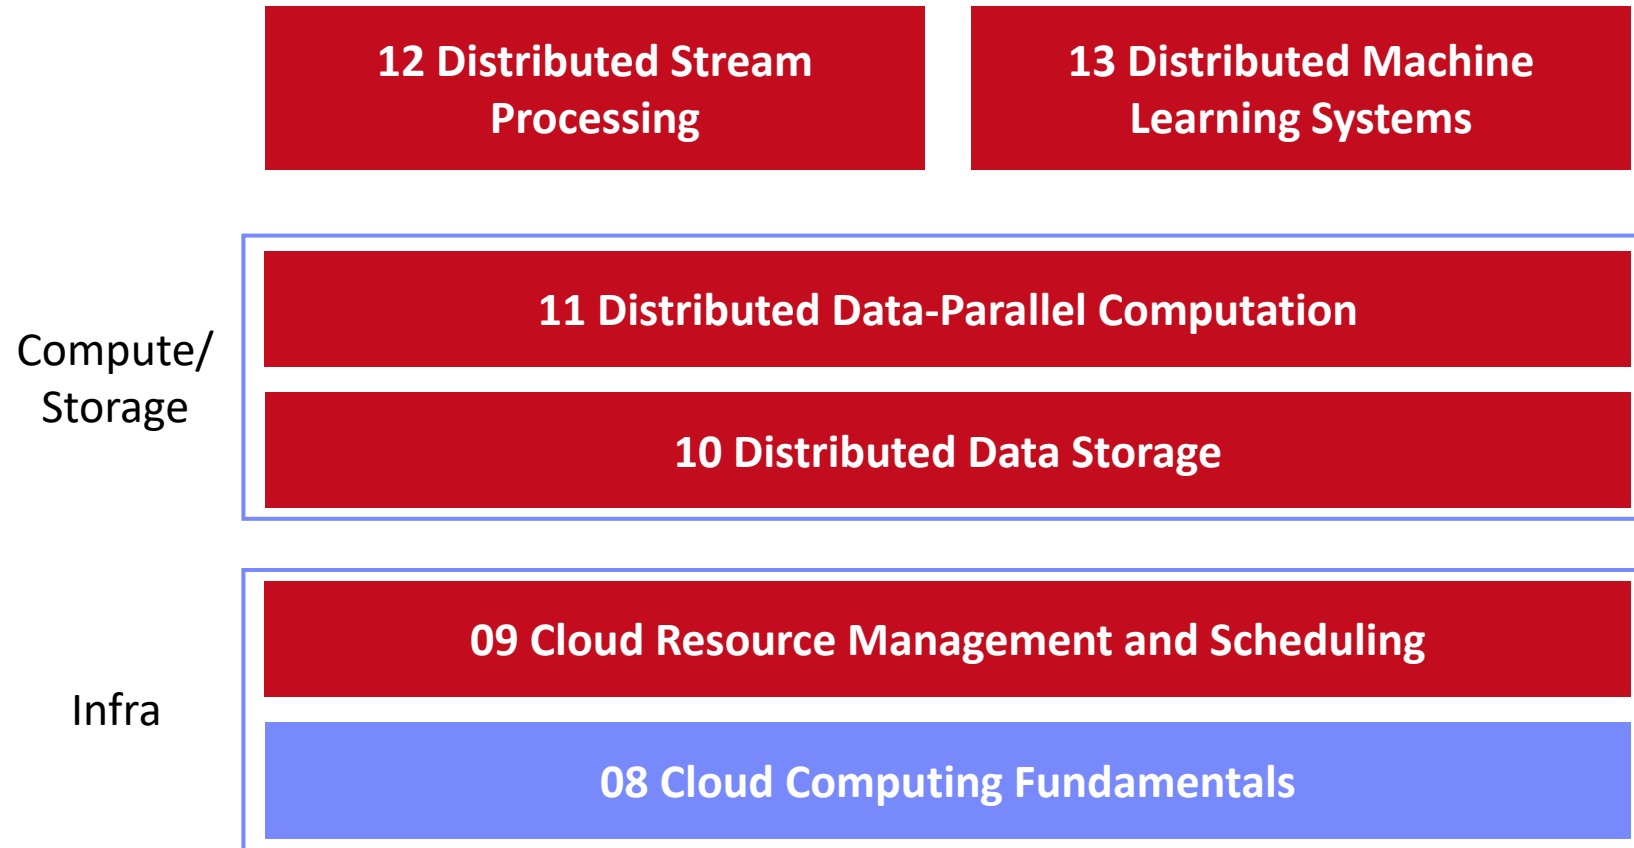 12 Distributed Stream
Processing
13 Distributed Machine
Learning Systems
Compute/
Storage
11 Distributed Data-Parallel Computation
10 Distributed Data Storage
Infra
09 Cloud Resource Management and Scheduling
08 Cloud Computing Fundamentals